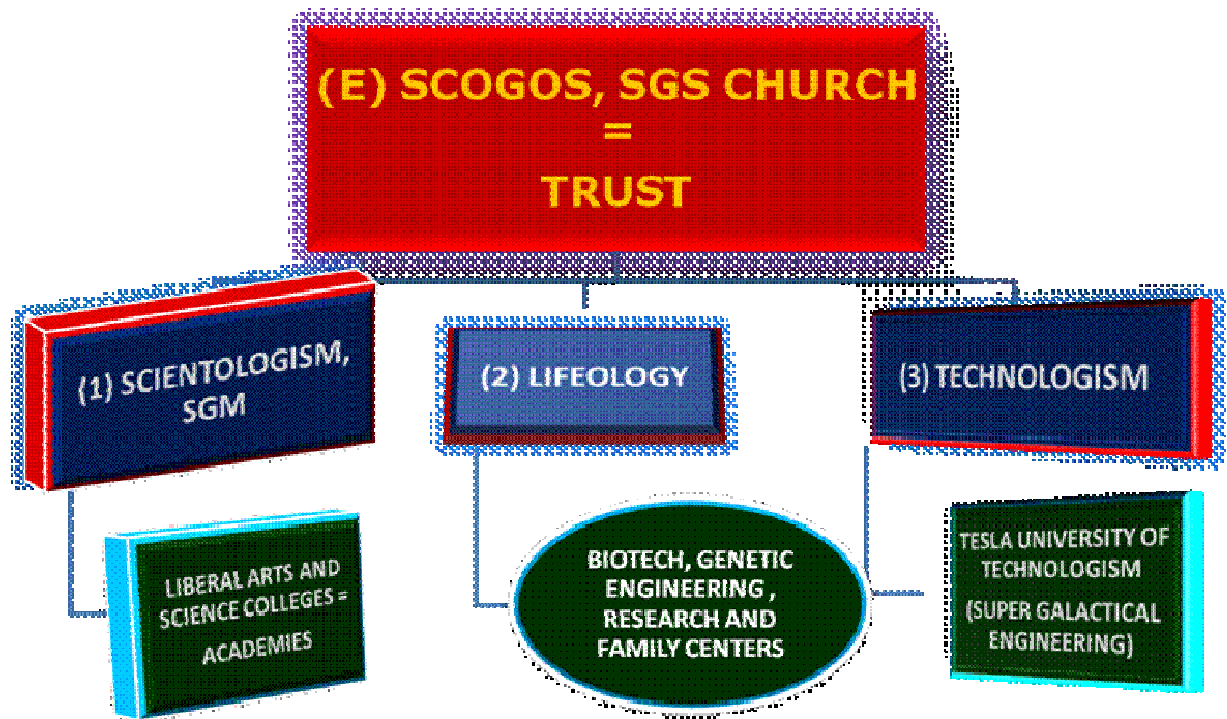 (E) SCOGOS, SGS CHURCH
=
TRUST
(1) SCIENTOLOGISM,
SGM
(2) LIFEOLOGY
(3) TECHNOLOGISM
LIBERAL ARTS AND
SCIENCE COLLEGES =
ACADEMIES
BIOTECH, GENETIC
ENGINEERING ,
RESEARCH AND
FAMILY CENTERS
TESLA UNIVERSITY OF
TECHNOLOGISM
(SUPER GALACTICAL
ENGINEERING)